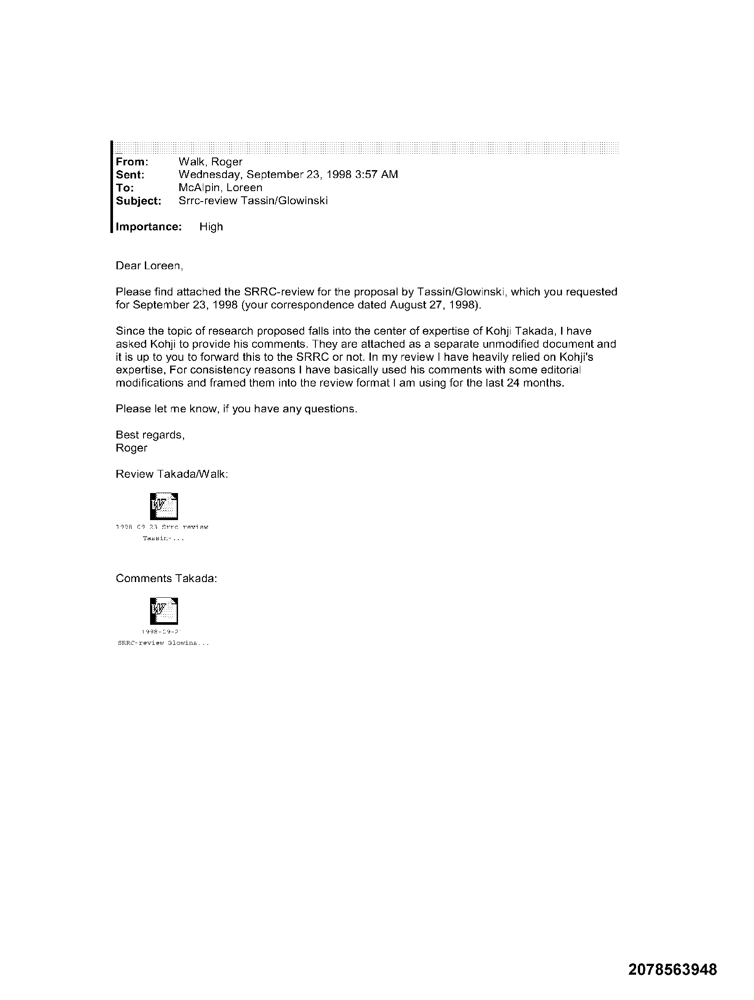 From: Walk, Roger
Sent: Wednesday, September 23, 1998 3:57 AM
To: McAlpin, Loreen
Subject: Srrc-review Tassin/Glowinski
Importance: High
Dear Loreen,
Please find attached the SRRC-review for the proposal by Tassin/Glowinski, which you requested
for September 23, 1998 (your correspondence dated August 27, 1998).
Since the topic of research proposed falls into the center of expertise of Kohji Takada, I have
asked Kohji to provide his comments. They are attached as a separate unmodified document and
it is up to you to forward this to the SRRC or not. In my review I have heavily relied on Kohji's
expertise, For consistency reasons I have basically used his comments with some editorial
modifications and framed them into the review format I am using for the last 24 months.
Please let me know, if you have any questions.
Best regards,
Roger
Review Takada/Walk:
W
1998 09 23 Srrc review
Tassin-...
Comments Takada:
W
1998-09-21
SRRC-review Glowins...
2078563948